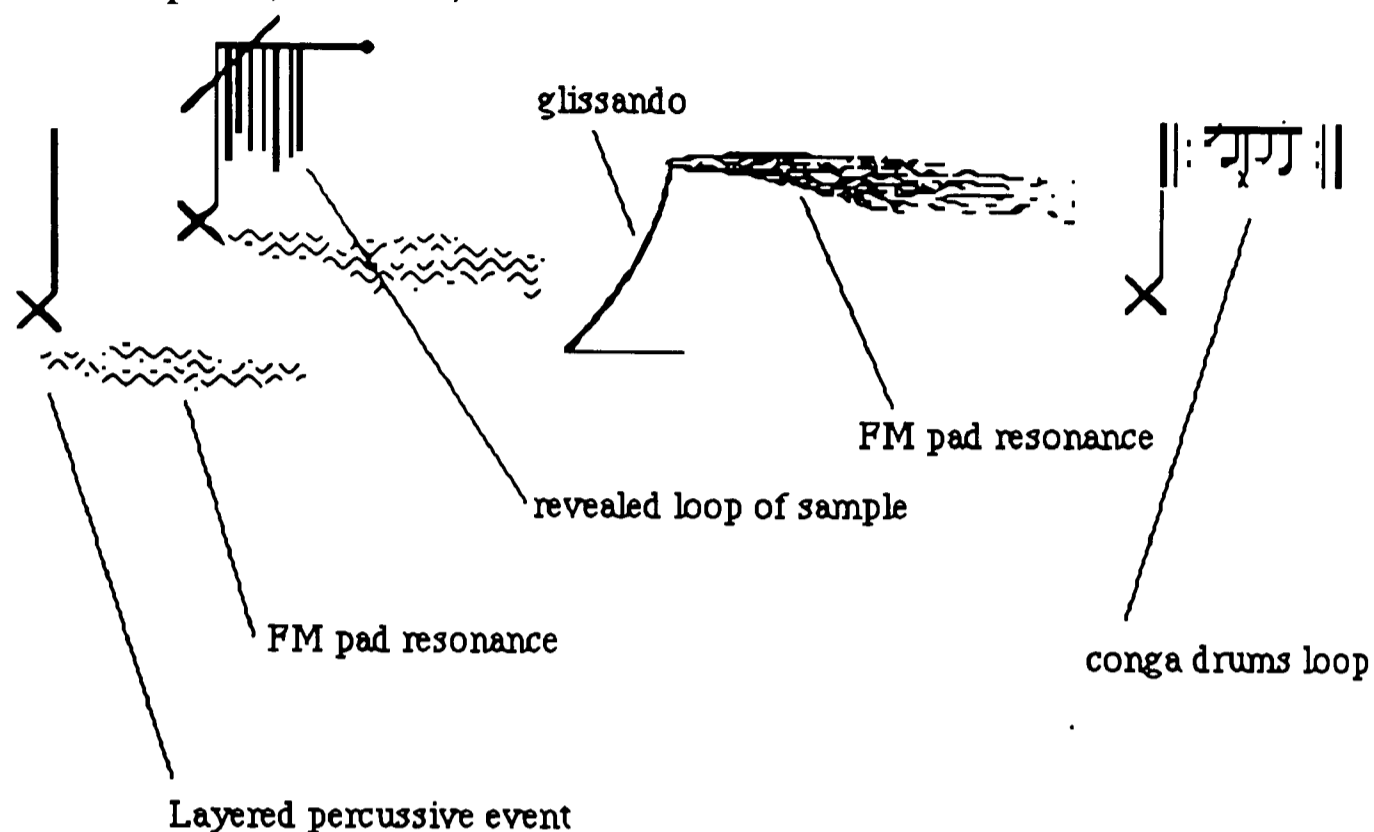 glissando
FM pad resonance
revealed loop of sample
FM pad resonance
conga drums loop
Layered percussive event